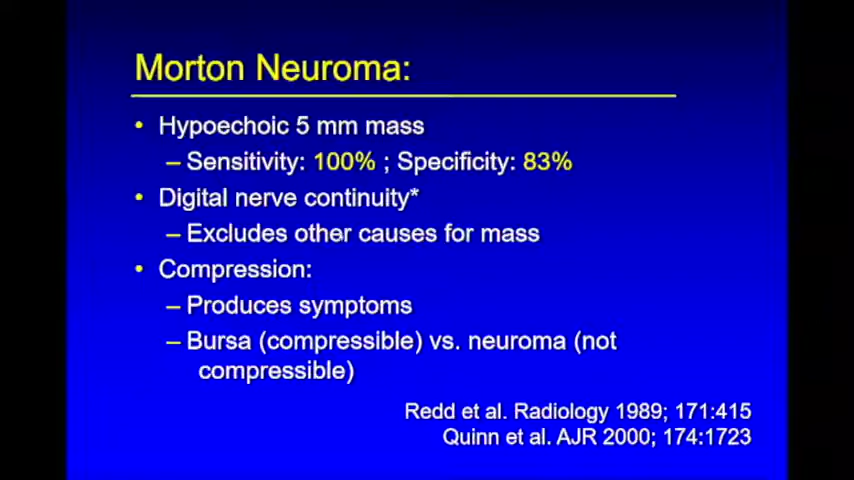 Morton Neuroma:
• Hypoechoic 5 mm mass
– Sensitivity: 100% ; Specificity: 83%
• Digital nerve continuity*
– Excludes other causes for mass
• Compression:
– Produces symptoms
– Bursa (compressible) vs. neuroma (not
compressible)
Redd et al. Radiology 1989; 171:415
Quinn et al. AJR 2000; 174:1723